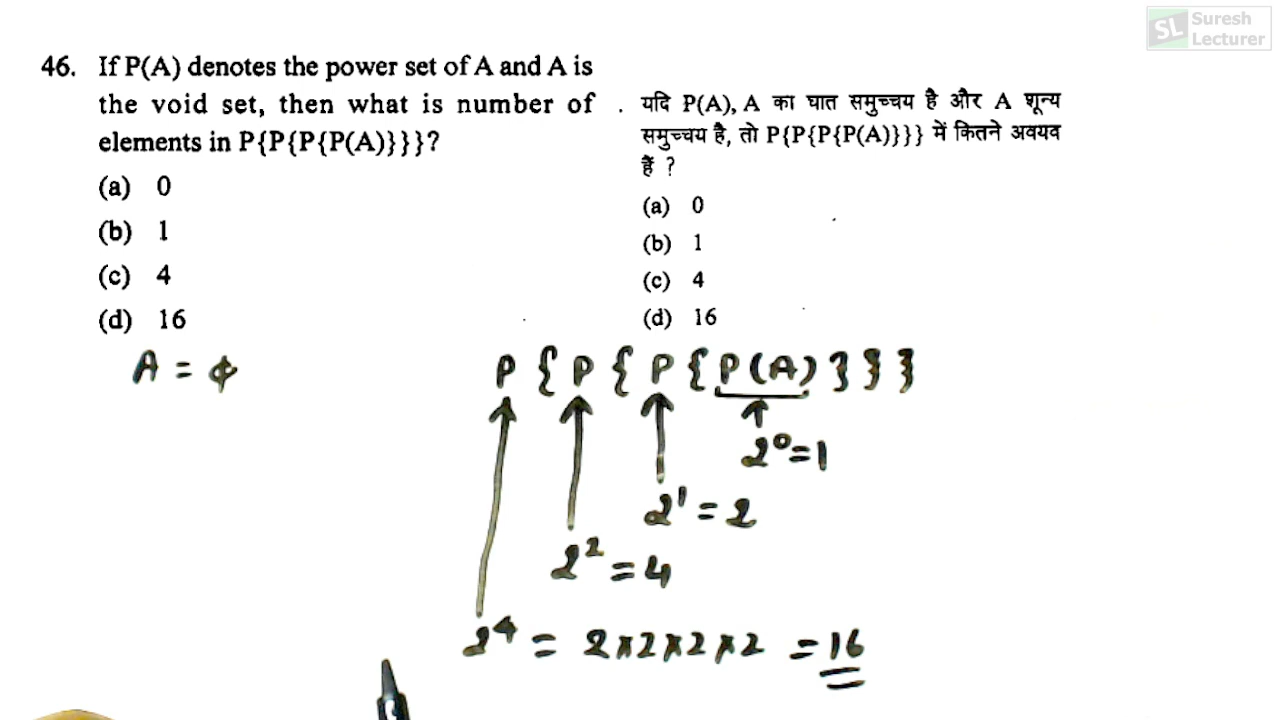 SL Suresh
Lecturer
46. If P(A) denotes the power set of A and A is
the void set, then what is number of
elements in P{P{P{P(A)}}}?
(a) 0
(b) 1
(c) 4
(d) 16
. यदि P(A), A का घात समुच्चय है और A शून्य
समुच्चय है, तो P{P{P{P(A)}}} में कितने अवयव
हैं ?
(a) 0
(b) 1
(c) 4
(d) 16
A = ϕ
P { P { P { P(A) } } }
2⁰=1
2¹ = 2
2² = 4
2⁴ = 2×2×2×2 = 16